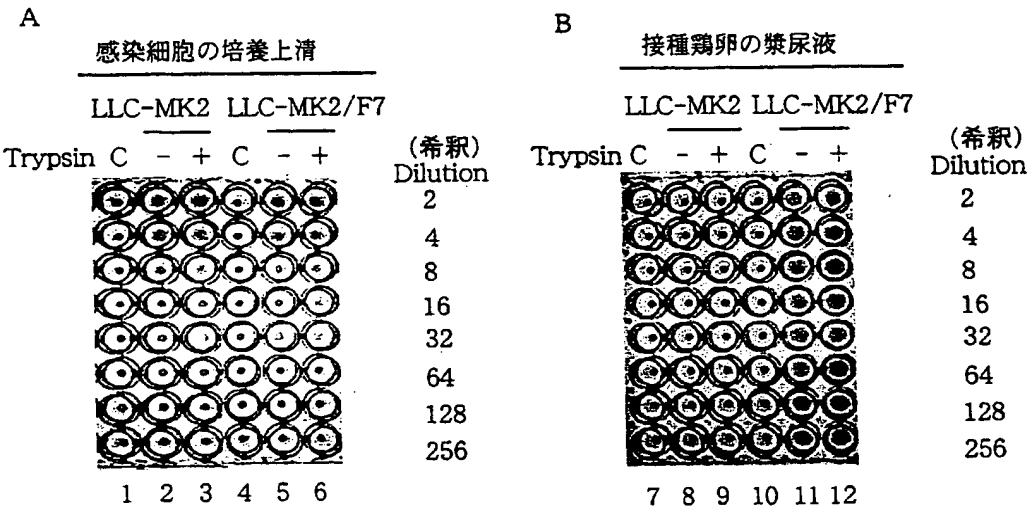 A
感染細胞の培養上清
LLC-MK2 LLC-MK2/F7
Trypsin C - + C - +
(希釈)
Dilution
2
4
8
16
32
64
128
256
1 2 3 4 5 6
B
接種鶏卵の漿尿液
LLC-MK2 LLC-MK2/F7
Trypsin C - + C - +
(希釈)
Dilution
2
4
8
16
32
64
128
256
7 8 9 10 11 12